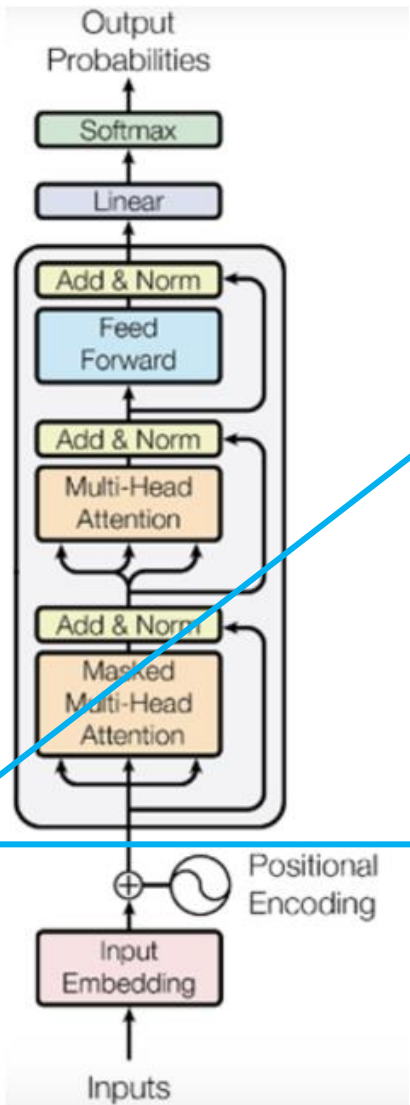 Output
Probabilities
Softmax
Linear
Add & Norm
Feed
Forward
Add & Norm
Multi-Head
Attention
Add & Norm
Masked
Multi-Head
Attention
Positional
Encoding
Input
Embedding
Inputs